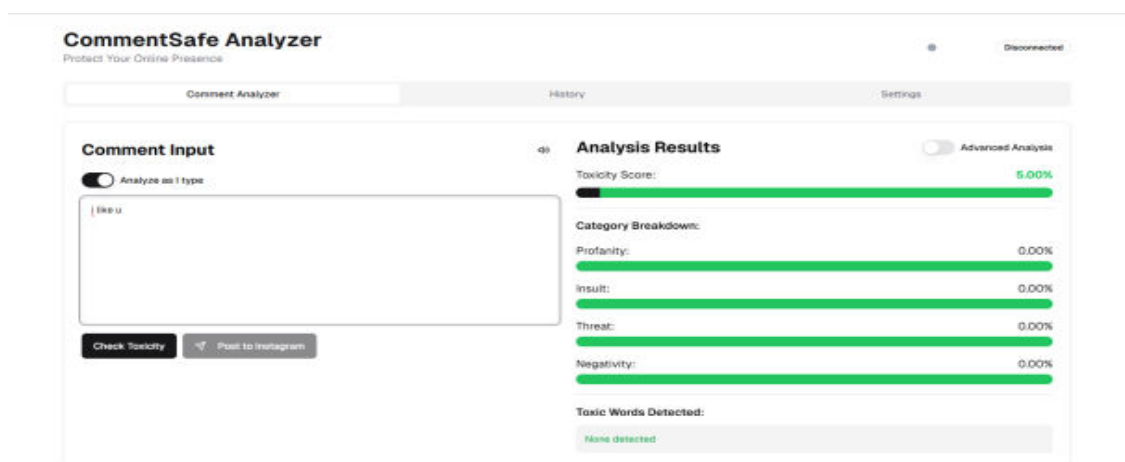 CommentSafe Analyzer
Protect Your Online Presence
Disconnected
Comment Analyzer
History
Settings
Comment Input
Analyze as I type
i like u
Check Toxicity
Post to Instagram
Analysis Results
Advanced Analysis
Toxicity Score: 5.00%
Category Breakdown:
Profanity: 0.00%
Insult: 0.00%
Threat: 0.00%
Negativity: 0.00%
Toxic Words Detected:
None detected